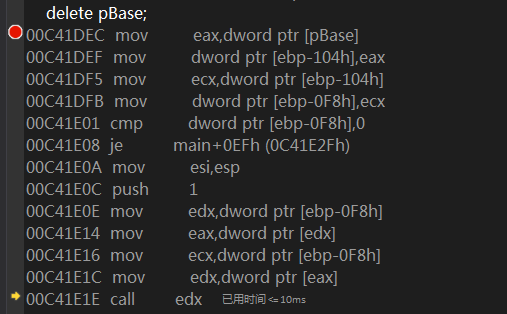 delete pBase;
00C41DEC mov eax,dword ptr [pBase]
00C41DEF mov dword ptr [ebp-104h],eax
00C41DF5 mov ecx,dword ptr [ebp-104h]
00C41DFB mov dword ptr [ebp-0F8h],ecx
00C41E01 cmp dword ptr [ebp-0F8h],0
00C41E08 je main+0EFh (0C41E2Fh)
00C41E0A mov esi,esp
00C41E0C push 1
00C41E0E mov edx,dword ptr [ebp-0F8h]
00C41E14 mov eax,dword ptr [edx]
00C41E16 mov ecx,dword ptr [ebp-0F8h]
00C41E1C mov edx,dword ptr [eax]
00C41E1E call edx 已用时间<=10ms